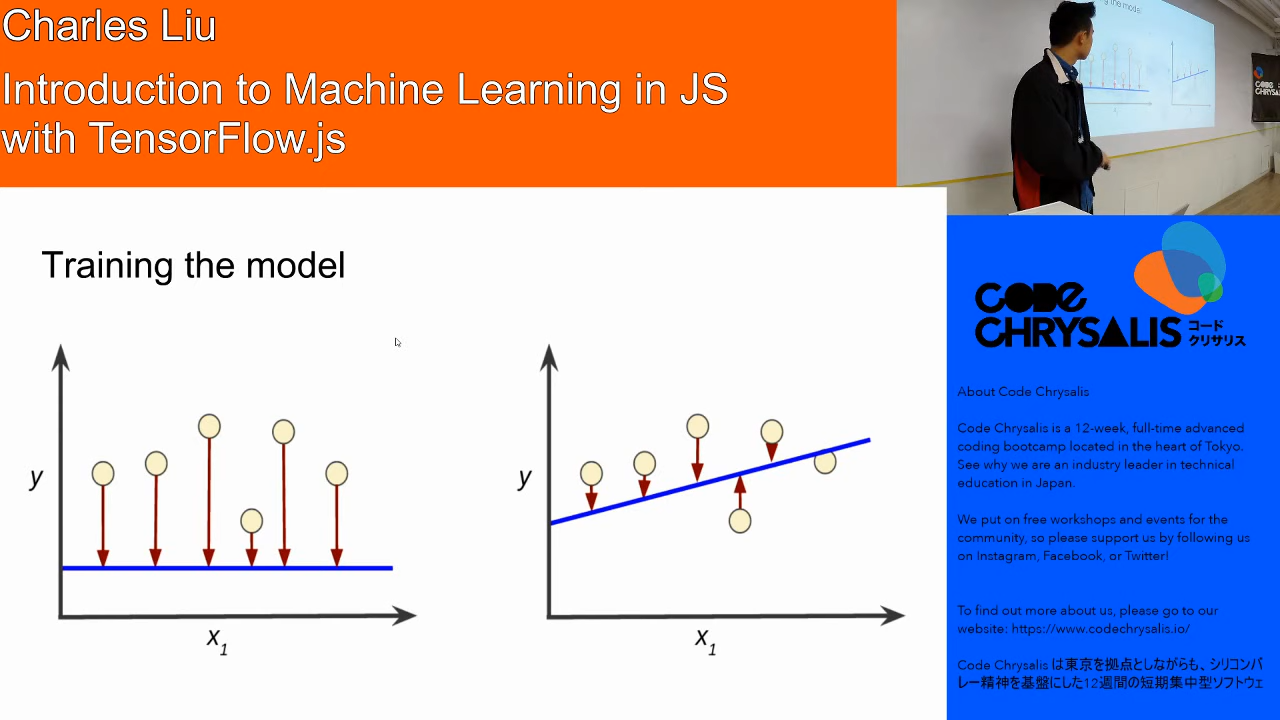 Charles Liu
Introduction to Machine Learning in JS
with TensorFlow.js
Training the model
y
x1
y
x1
CODE
CHRYSALIS
コード
クリサリス
About Code Chrysalis
Code Chrysalis is a 12-week, full-time advanced
coding bootcamp located in the heart of Tokyo.
See why we are an industry leader in technical
education in Japan.
We put on free workshops and events for the
community, so please support us by following us
on Instagram, Facebook, or Twitter!
To find out more about us, please go to our
website: https://www.codechrysalis.io/
Code Chrysalis は東京を拠点としながらも、シリコンバ
レー精神を基盤にした12週間の短期集中型ソフトウェ
CODE
CHRYSALIS